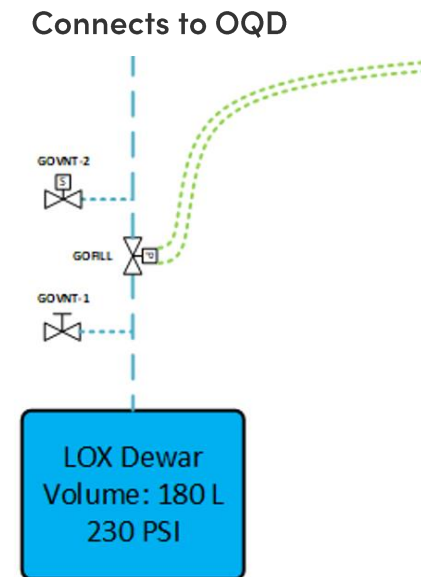 Connects to OQD
GOVNT-2
S
GOFILL
P
GOVNT-1
LOX Dewar
Volume: 180 L
230 PSI